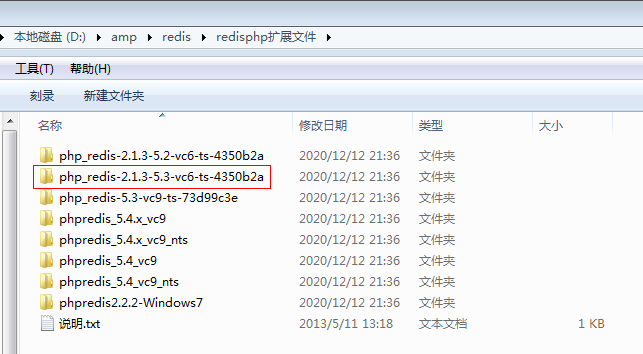 本地磁盘 (D:) amp redis redisphp扩展文件
工具(T) 帮助(H)
刻录 新建文件夹
名称 修改日期 类型 大小
php_redis-2.1.3-5.2-vc6-ts-4350b2a 2020/12/12 21:36 文件夹
php_redis-2.1.3-5.3-vc6-ts-4350b2a 2020/12/12 21:36 文件夹
php_redis-5.3-vc9-ts-73d99c3e 2020/12/12 21:36 文件夹
phpredis_5.4.x_vc9 2020/12/12 21:36 文件夹
phpredis_5.4.x_vc9_nts 2020/12/12 21:36 文件夹
phpredis_5.4_vc9 2020/12/12 21:36 文件夹
phpredis_5.4_vc9_nts 2020/12/12 21:36 文件夹
phpredis2.2.2-Windows7 2020/12/12 21:36 文件夹
说明.txt 2013/5/11 13:18 文本文档 1 KB